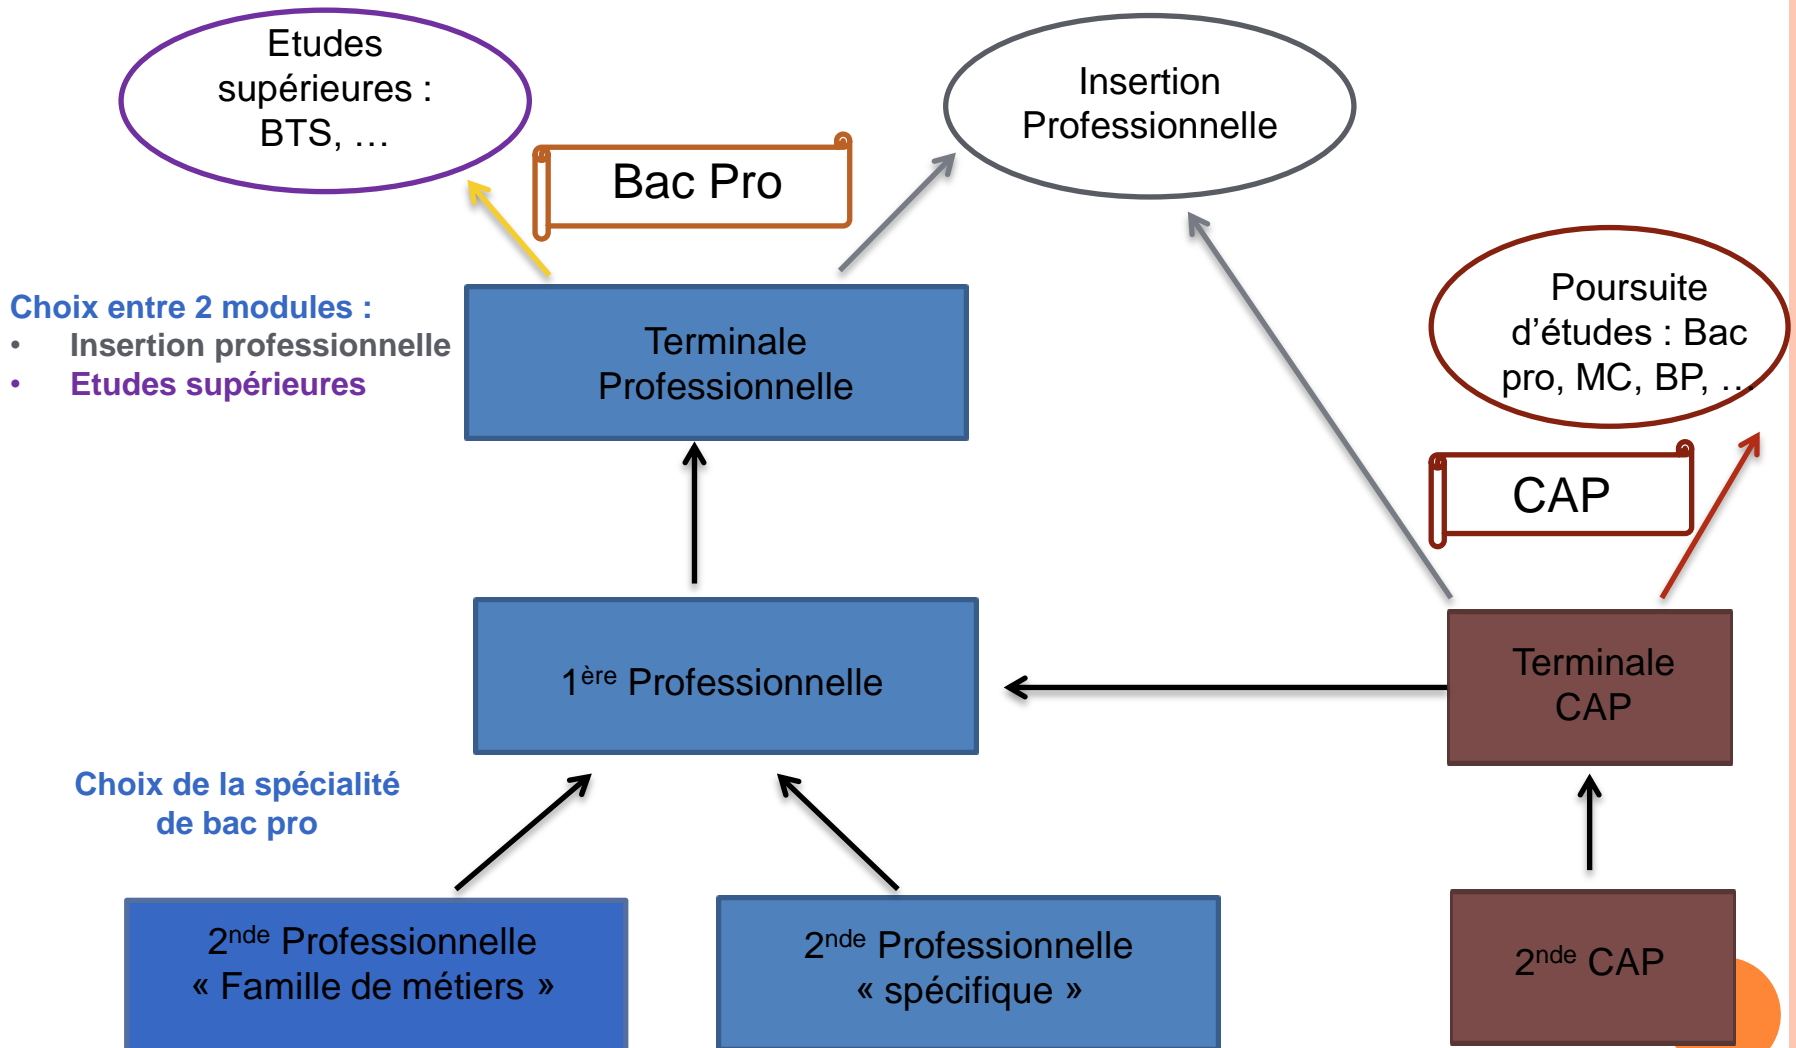 Etudes
supérieures :
BTS, …
Insertion
Professionnelle
Bac Pro
Choix entre 2 modules :
• Insertion professionnelle
• Etudes supérieures
Terminale
Professionnelle
Poursuite
d’études : Bac
pro, MC, BP, …
CAP
1ère Professionnelle
Terminale
CAP
Choix de la spécialité
de bac pro
2nde Professionnelle
« Famille de métiers »
2nde Professionnelle
« spécifique »
2nde CAP